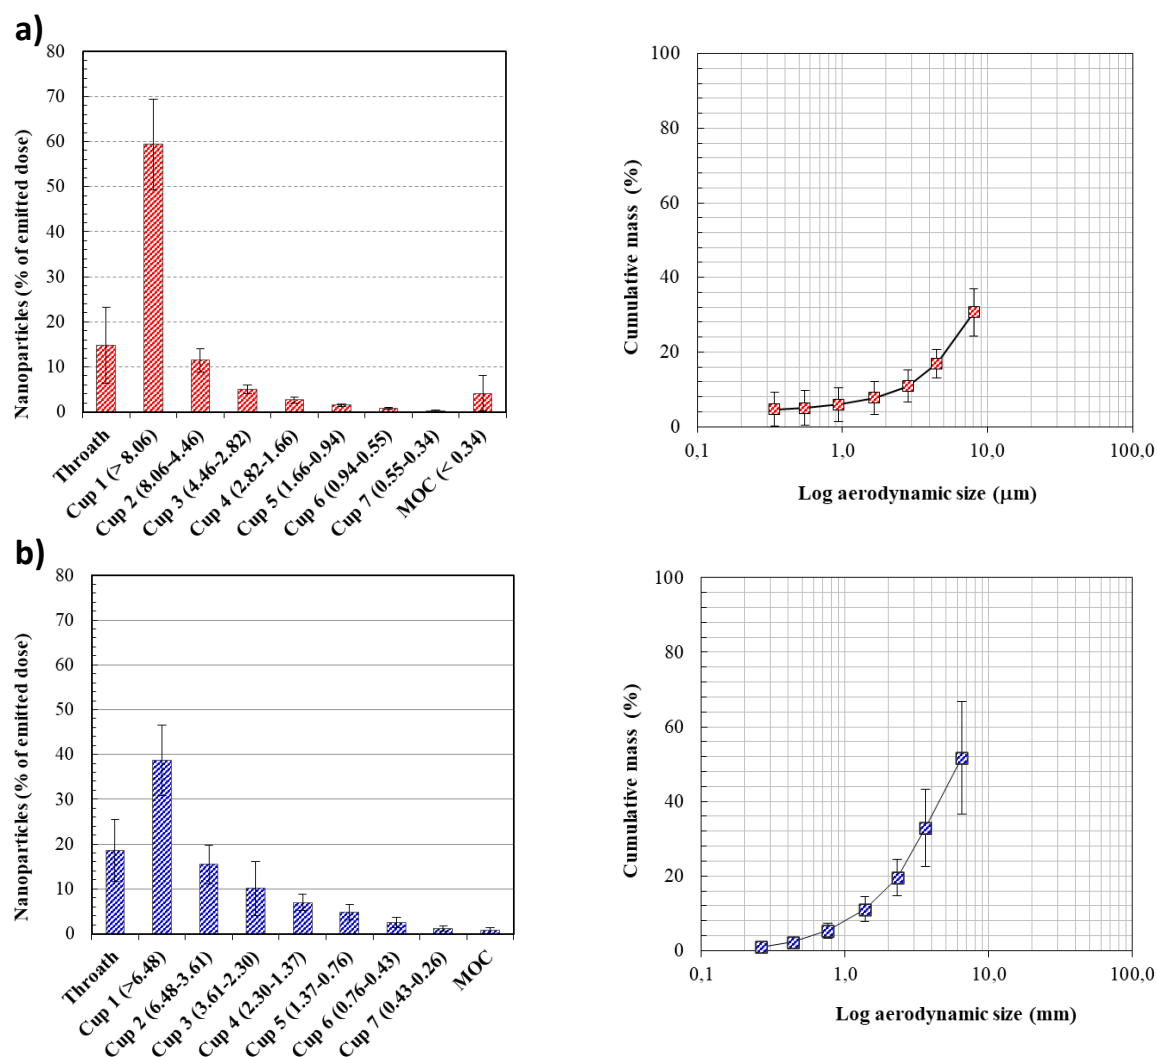 a)
80
70
60
50
40
30
20
10
0
Nanoparticles (% of emitted dose)
Throath
Cup 1 (> 8.06)
Cup 2 (8.06-4.46)
Cup 3 (4.46-2.82)
Cup 4 (2.82-1.66)
Cup 5 (1.66-0.94)
Cup 6 (0.94-0.55)
Cup 7 (0.55-0.34)
MOC (< 0.34)
100
80
60
40
20
0
Cumulative mass (%)
0,1 1,0 10,0 100,0
Log aerodynamic size (μm)
b)
80
70
60
50
40
30
20
10
0
Nanoparticles (% of emitted dose)
Throath
Cup 1 (>6.48)
Cup 2 (6.48-3.61)
Cup 3 (3.61-2.30)
Cup 4 (2.30-1.37)
Cup 5 (1.37-0.76)
Cup 6 (0.76-0.43)
Cup 7 (0.43-0.26)
MOC
100
80
60
40
20
0
Cumulative mass (%)
0,1 1,0 10,0 100,0
Log aerodynamic size (mm)